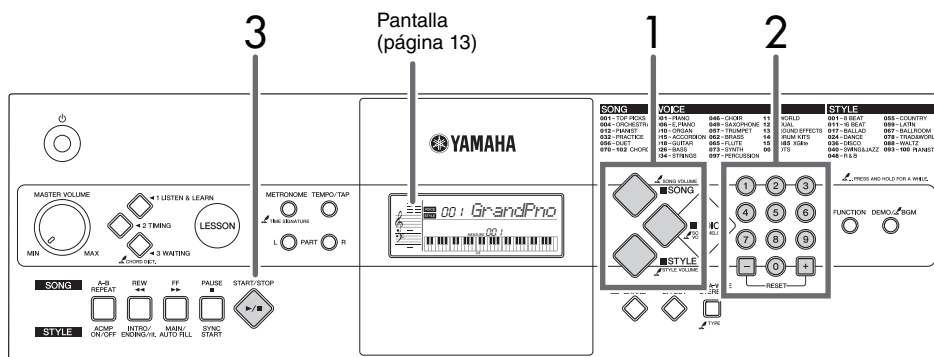 3
Pantalla
(página 13)
1
2
YAMAHA
SONG
001~TOP PICKS
004~ORCHESTRA
012~PIANIST
032~PRACTICE
056~DUET
070~102 CHORD
VOICE
001~PIANO
006~E.PIANO
010~ORGAN
015~ACCORDION
018~GUITAR
026~BASS
034~STRINGS
046~CHOIR
049~SAXOPHONE
057~TRUMPET
062~BRASS
065~FLUTE
073~SYNTH
097~PERCUSSION
STYLE
001~8 BEAT
011~16 BEAT
017~BALLAD
024~DANCE
036~DISCO
040~SWING&JAZZ
048~R&B
055~COUNTRY
059~LATIN
067~BALLROOM
078~TRAD&WORLD
088~WALTZ
093~100 PIANIST
PRESS AND HOLD FOR A WHILE.
MASTER VOLUME
MIN
MAX
1 LISTEN & LEARN
2 TIMING
3 WAITING
CHORD DICT.
LESSON
METRONOME
TEMPO/TAP
TIME SIGNATURE
L
PART
R
001 GrandPno
MEASURE
001
SONG VOLUME
SONG
STYLE
STYLE VOLUME
1
2
3
4
5
6
7
8
9
–
0
+
RESET
FUNCTION
DEMO/
BGM
SONG
A-B REPEAT
REW
FF
PAUSE
START/STOP
STYLE
ACMP ON/OFF
INTRO/ENDING/rit.
MAIN/AUTO FILL
SYNC START
TYPE